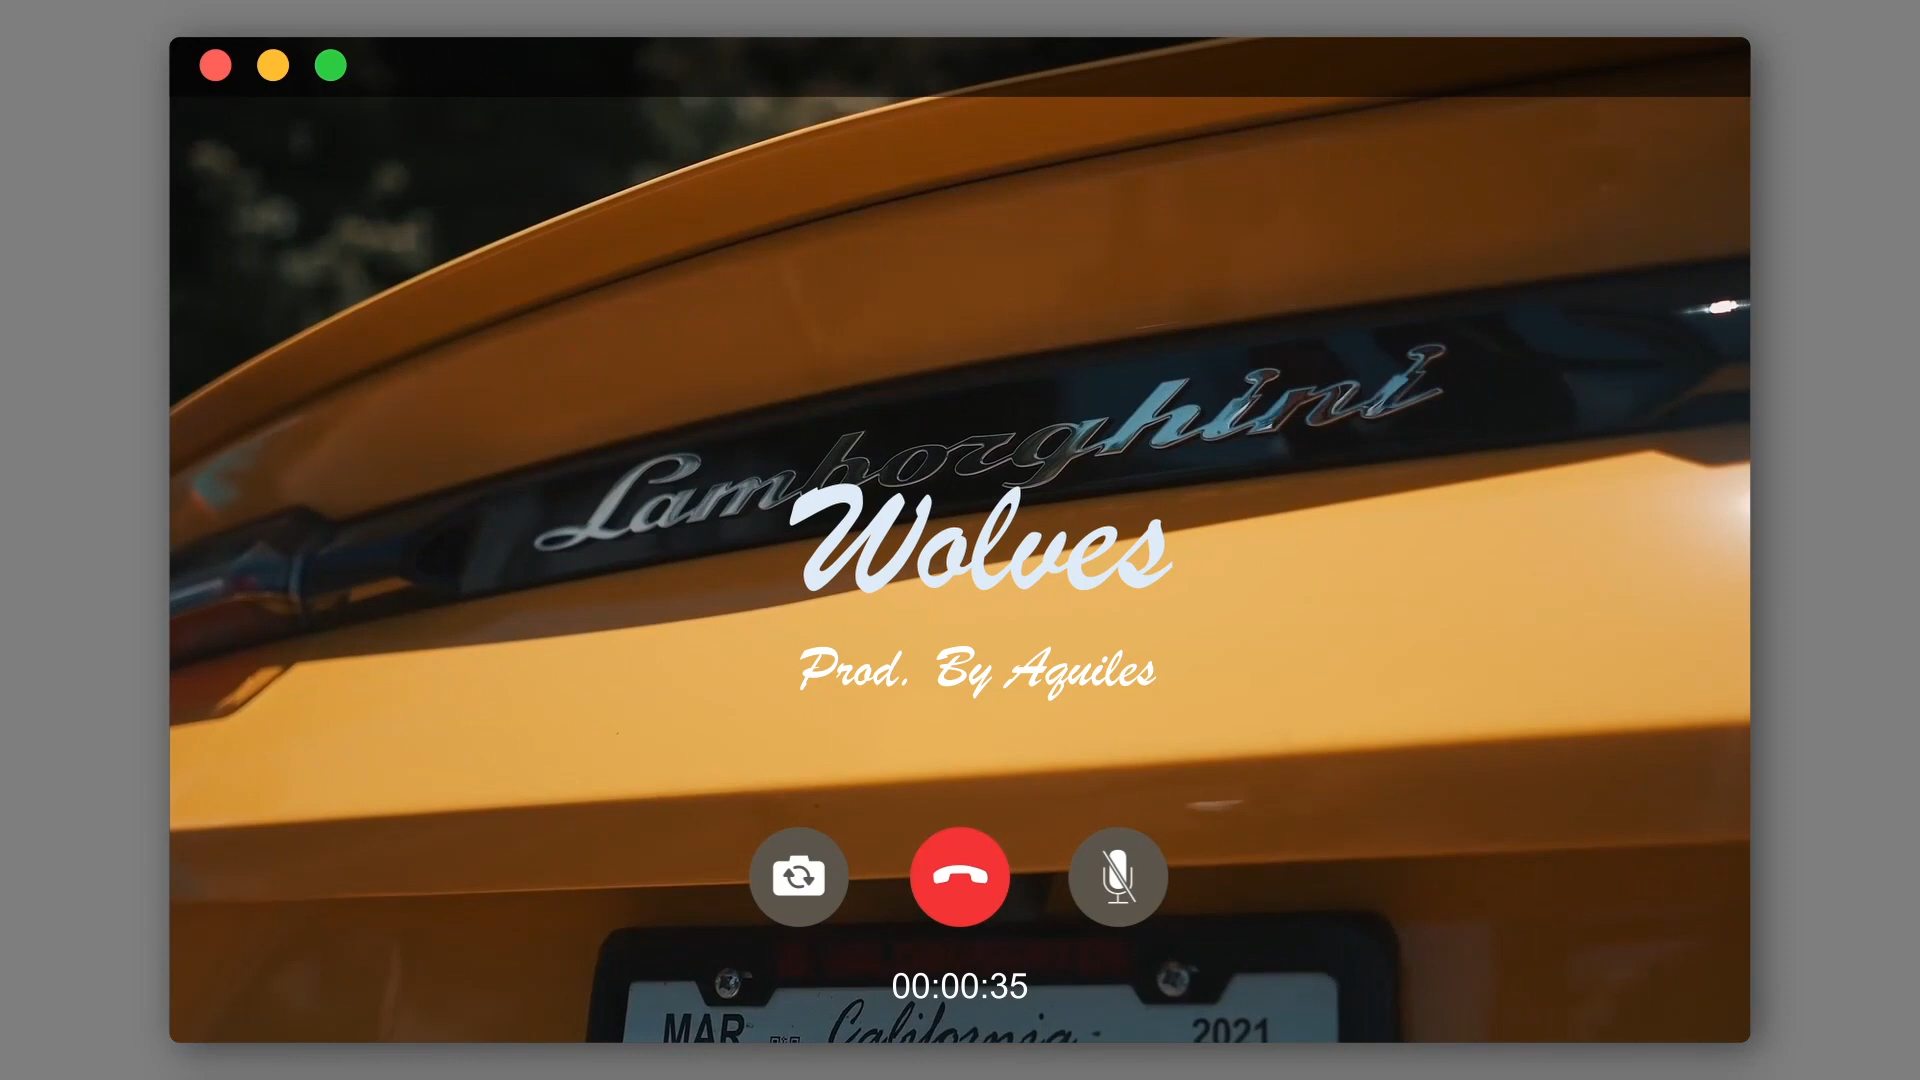 Lamborghini
Wolves
Prod. By Aquiles
00:00:35
MAR California 2021